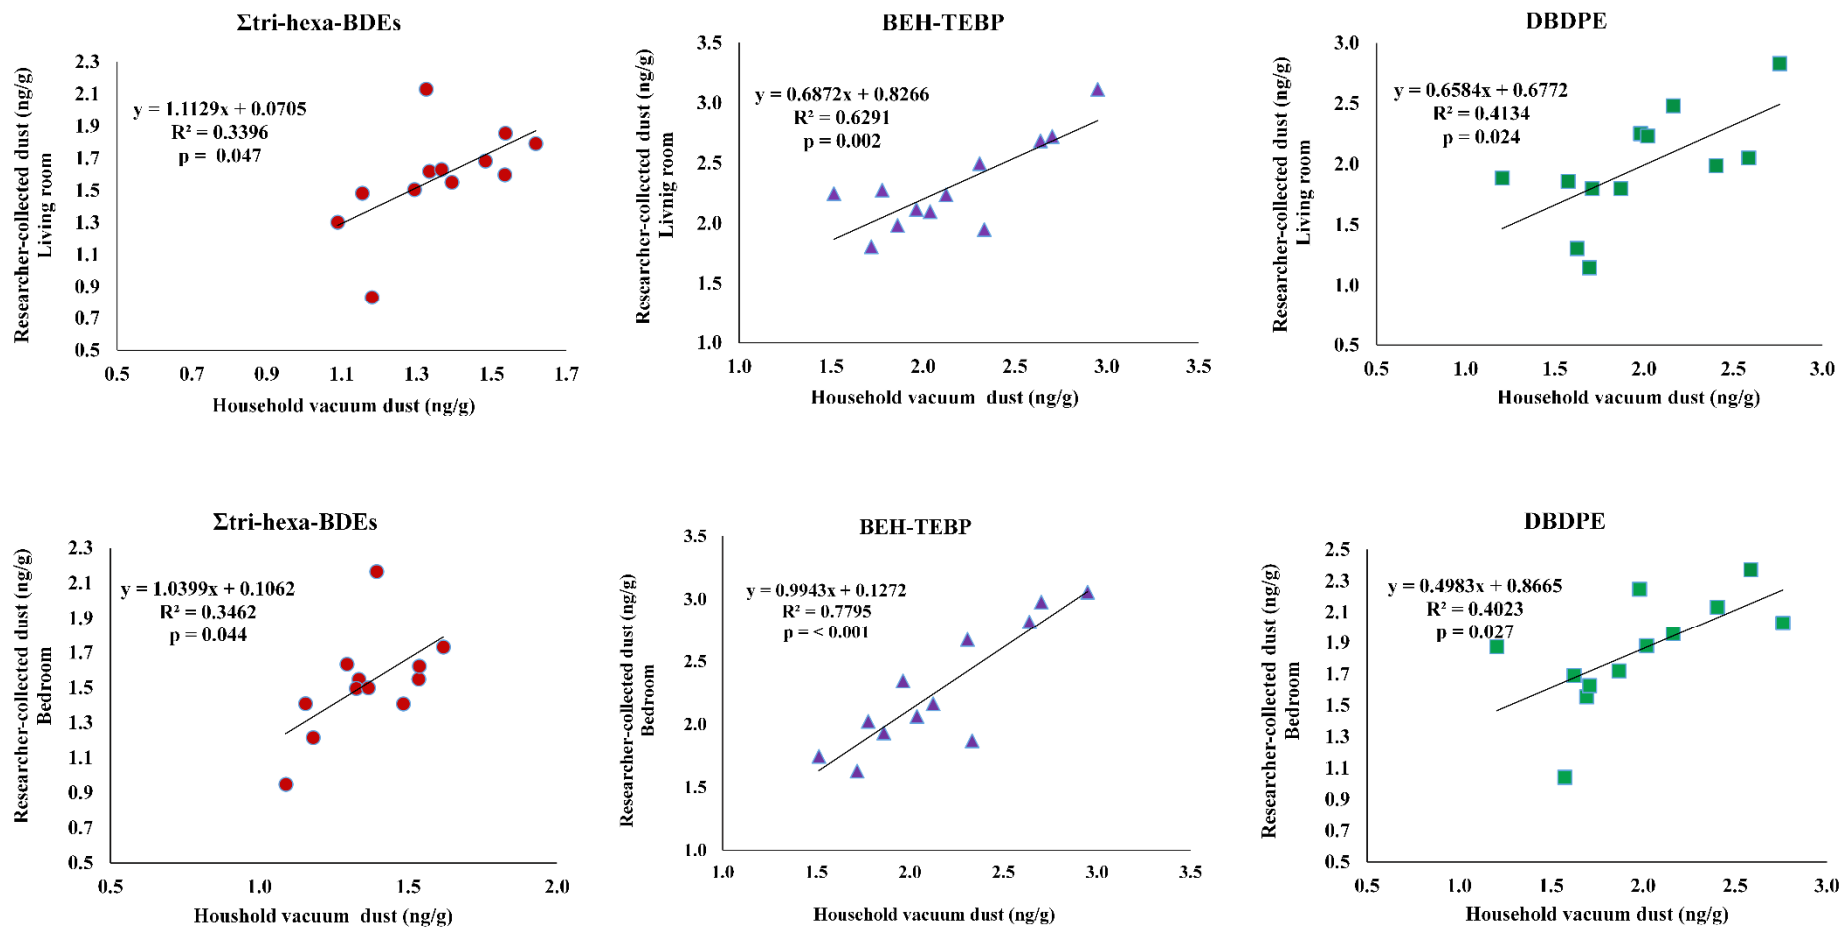 Σtri-hexa-BDEs
Researcher-collected dust (ng/g)
Living room
2.3
2.1
1.9
1.7
1.5
1.3
1.1
0.9
0.7
0.5
y = 1.1129x + 0.0705
R² = 0.3396
p = 0.047
0.5 0.7 0.9 1.1 1.3 1.5 1.7
Household vacuum dust (ng/g)
BEH-TEBP
Researcher-collected dust (ng/g)
Livnig room
3.5
3.0
2.5
2.0
1.5
1.0
y = 0.6872x + 0.8266
R² = 0.6291
p = 0.002
1.0 1.5 2.0 2.5 3.0 3.5
Household vacuum dust (ng/g)
DBDPE
Researcher-collected dust (ng/g)
Living room
3.0
2.5
2.0
1.5
1.0
0.5
y = 0.6584x + 0.6772
R² = 0.4134
p = 0.024
0.5 1.0 1.5 2.0 2.5 3.0
Household vacuum dust (ng/g)
Σtri-hexa-BDEs
Researcher-collected dust (ng/g)
Bedroom
2.3
2.1
1.9
1.7
1.5
1.3
1.1
0.9
0.7
0.5
y = 1.0399x + 0.1062
R² = 0.3462
p = 0.044
0.5 1.0 1.5 2.0
Houshold vacuum dust (ng/g)
BEH-TEBP
Researcher-collected dust (ng/g)
Bedroom
3.5
3.0
2.5
2.0
1.5
1.0
y = 0.9943x + 0.1272
R² = 0.7795
p = < 0.001
1.0 1.5 2.0 2.5 3.0 3.5
Household vacuum dust (ng/g)
DBDPE
Researcher-collected dust (ng/g)
Bedroom
2.5
2.3
2.1
1.9
1.7
1.5
1.3
1.1
0.9
0.7
0.5
y = 0.4983x + 0.8665
R² = 0.4023
p = 0.027
0.5 1.0 1.5 2.0 2.5 3.0
Household vacuum dust (ng/g)